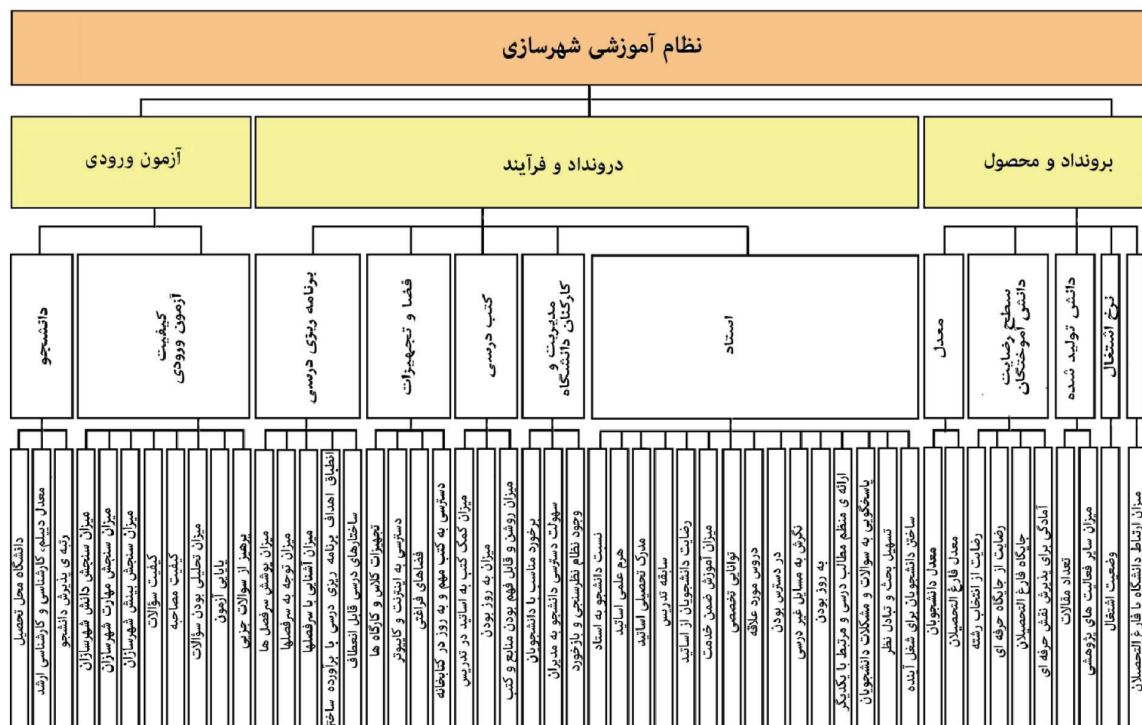 نظام آموزشی شهرسازی
برونداد و محصول
درونداد و فرآیند
آزمون ورودی
نرخ اشتغال
دانش تولید شده
سطح رضایت
دانش آموختگان
معدل
استاد
مدیریت و
کارکنان دانشگاه
کتب درسی
فضا و تجهیزات
برنامه ریزی درسی
کیفیت
آزمون ورودی
دانشجو
میزان ارتباط دانشگاه با فارغ التحصیلان
وضعیت اشتغال
میزان سایر فعالیت های پژوهشی
تعداد مقالات
آمادگی برای پذیرش نقش حرفه ای
جایگاه فارغ التحصیلان
رضایت از جایگاه حرفه ای
رضایت از انتخاب رشته
معدل فارغ التحصیلان
معدل دانشجویان
ساختن دانشجویان برای شغل آینده
تسهیل بحث و تبادل نظر
پاسخگویی به سوالات و مشکلات دانشجویان
ارائه ی منظم مطالب درسی و مرتبط با یکدیگر
به روز بودن
نگرش به مسایل غیر درسی
در دسترس بودن
دروس مورد علاقه
توانایی تخصصی
میزان آموزش ضمن خدمت
رضایت دانشجویان از اساتید
سابقه تدریس
مدرک تحصیلی اساتید
هرم علمی اساتید
نسبت دانشجو به استاد
وجود نظام نظرسنجی و بازخورد
سهولت دسترسی دانشجو به مدیران
برخورد مناسب با دانشجویان
میزان روشن و قابل فهم بودن منابع و کتب
میزان به روز بودن
میزان کمک کتب به اساتید در تدریس
دسترسی به کتب مهم و به روز در کتابخانه
فضاهای فراغتی
دسترسی به اینترنت و کاپیوتر
تجهیزات کلاس و کارگاه ها
ساختارهای درسی قابل انعطاف
انطباق اهداف برنامه ریزی درسی با برآورده ساختن
میزان آشنایی با سرفصلها
میزان توجه به سرفصلها
میزان پوشش سرفصل ها
پرهیز از سوالات جزیی
پایایی آزمون
میزان تحلیلی بودن سؤالات
کیفیت مصاحبه
کیفیت سؤالات
میزان سنجش بینش شهرسازان
میزان سنجش مهارت شهرسازان
میزان سنجش دانش شهرسازان
رتبه ی پذیرش دانشجو
معدل دیپلم، کارشناسی و کارشناسی ارشد
دانشگاه محل تحصیل